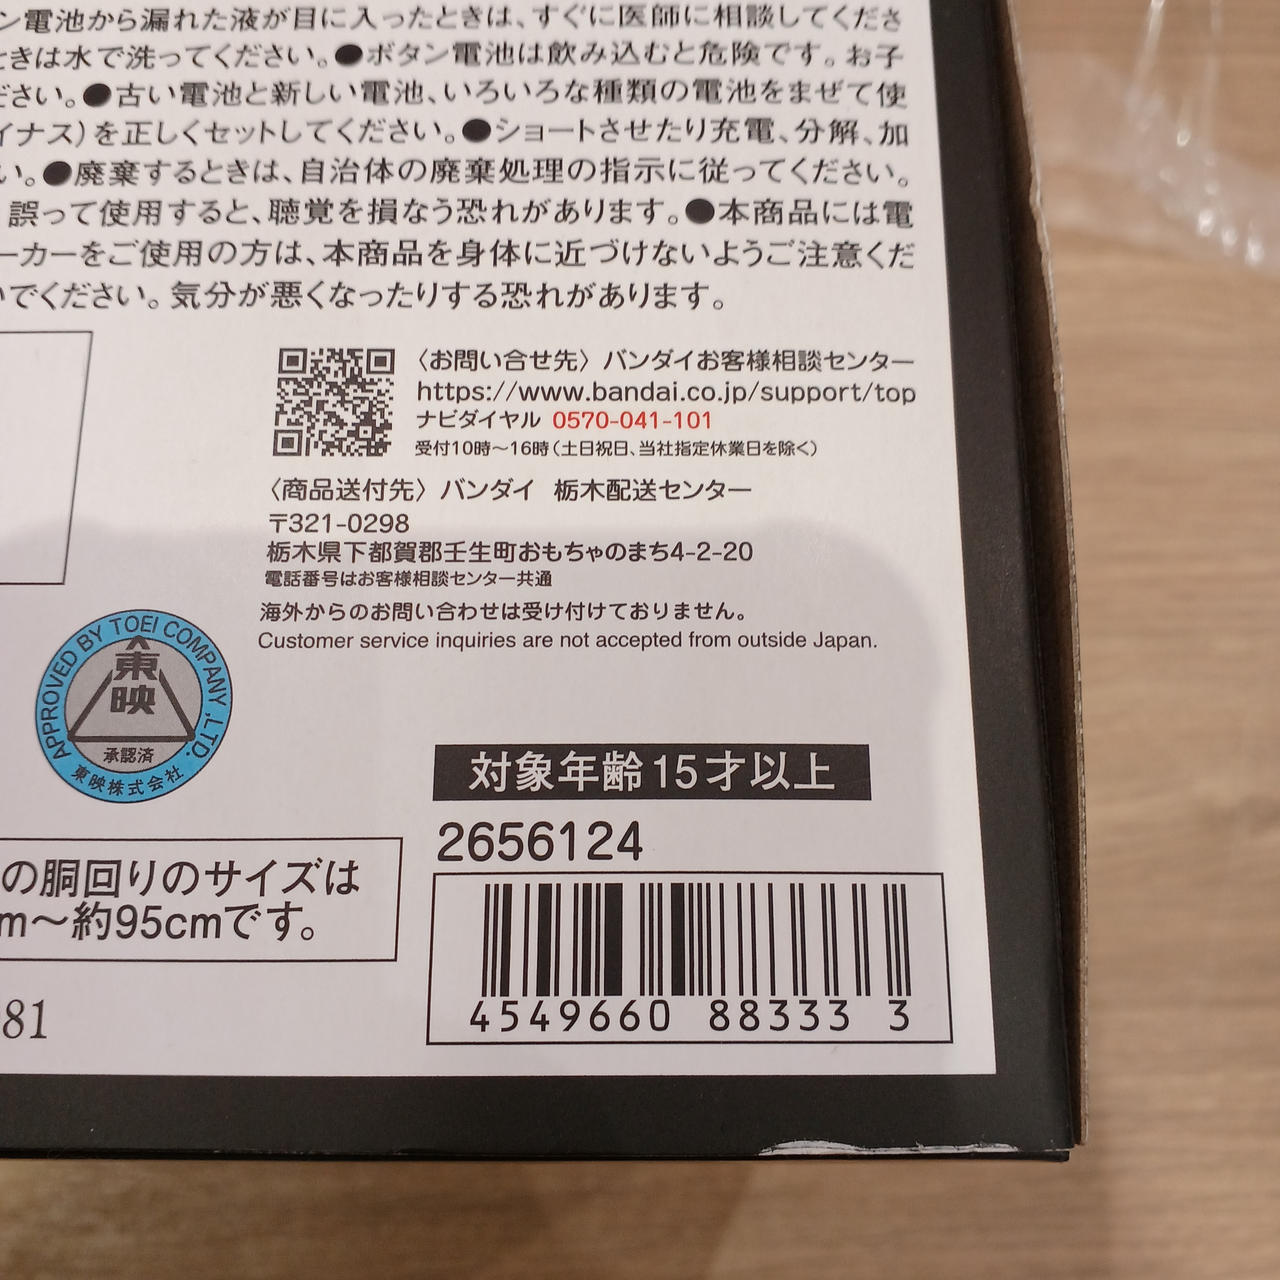 ン電池から漏れた液が目に入ったときは、すぐに医師に相談してくださ
ときは水で洗ってください。●ボタン電池は飲み込むと危険です。お子
ださい。●古い電池と新しい電池、いろいろな種類の電池をまぜて使
イナス)を正しくセットしてください。●ショートさせたり充電、分解、加
い。●廃棄するときは、自治体の廃棄処理の指示に従ってください。
誤って使用すると、聴覚を損なう恐れがあります。●本商品には電
ーカーをご使用の方は、本商品を身体に近づけないようご注意くだ
いでください。気分が悪くなったりする恐れがあります。
〈お問い合せ先〉バンダイお客様相談センター
https://www.bandai.co.jp/support/top
ナビダイヤル 0570-041-101
受付10時〜16時(土日祝日、当社指定休業日を除く)
〈商品送付先〉バンダイ 栃木配送センター
〒321-0298
栃木県下都賀郡壬生町おもちゃのまち4-2-20
電話番号はお客様相談センター共通
海外からのお問い合わせは受け付けておりません。
Customer service inquiries are not accepted from outside Japan.
APPROVED BY TOEI COMPANY ,LTD.
東映
承認済
東映株式会社
対象年齢15才以上
2656124
の胴回りのサイズは
m〜約95cmです。
4549660 88333 3
81